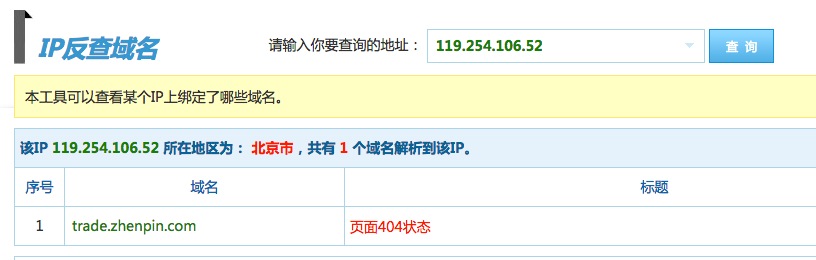 IP反查域名
请输入你要查询的地址： 119.254.106.52 查 询
本工具可以查看某个IP上绑定了哪些域名。
该IP 119.254.106.52 所在地区为： 北京市，共有 1 个域名解析到该IP。
序号 域名 标题
1 trade.zhenpin.com 页面404状态